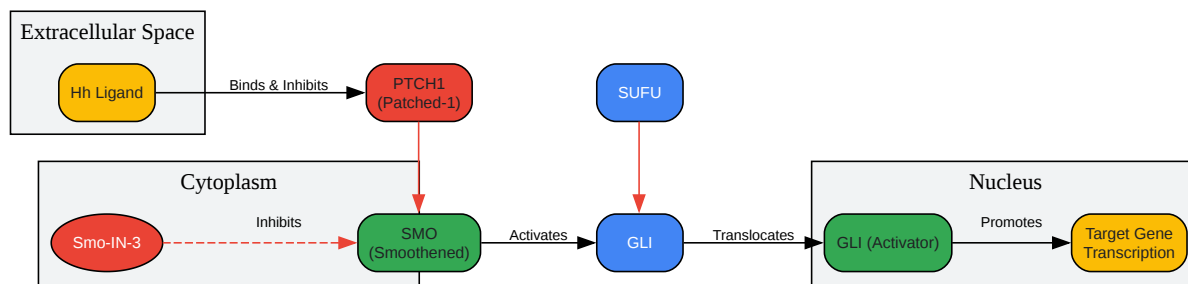 Extracellular Space
Hh Ligand
Binds & Inhibits
PTCH1
(Patched-1)
SUFU
Cytoplasm
Smo-IN-3
Inhibits
SMO
(Smoothened)
Activates
GLI
Translocates
Nucleus
GLI (Activator)
Promotes
Target Gene
Transcription